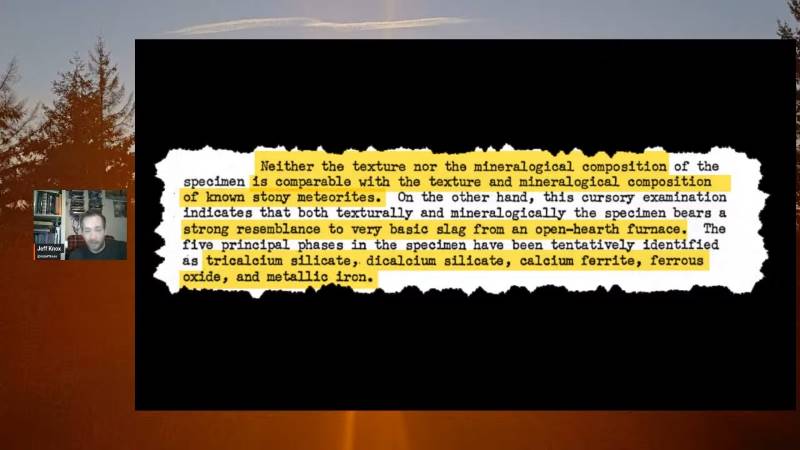 Neither the texture nor the mineralogical composition of the
specimen is comparable with the texture and mineralogical composition
of known stony meteorites. On the other hand, this cursory examination
indicates that both texturally and mineralogically the specimen bears a
strong resemblance to very basic slag from an open-hearth furnace. The
five principal phases in the specimen have been tentatively identified
as tricalcium silicate, dicalcium silicate, calcium ferrite, ferrous
oxide, and metallic iron.
Jeff Knox